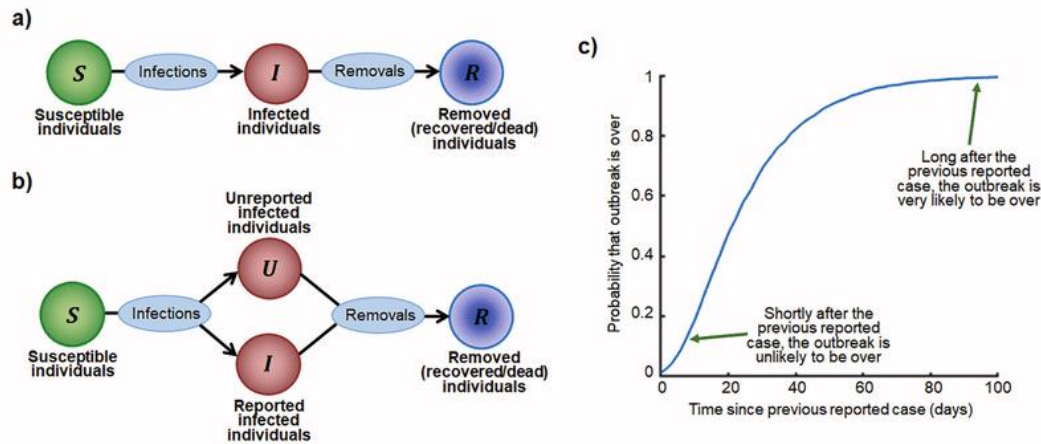 a)
S
Infections
I
Removals
R
Susceptible
individuals
Infected
individuals
Removed
(recovered/dead)
individuals
b)
Unreported
infected
individuals
U
S
Infections
Removals
R
Susceptible
individuals
I
Removed
(recovered/dead)
individuals
Reported
infected
individuals
c)
Probability that outbreak is over
1
0.8
0.6
0.4
0.2
0
20
40
60
80
100
Time since previous reported case (days)
Long after the
previous reported
case, the outbreak is
very likely to be over
Shortly after the
previous reported
case, the outbreak is
unlikely to be over